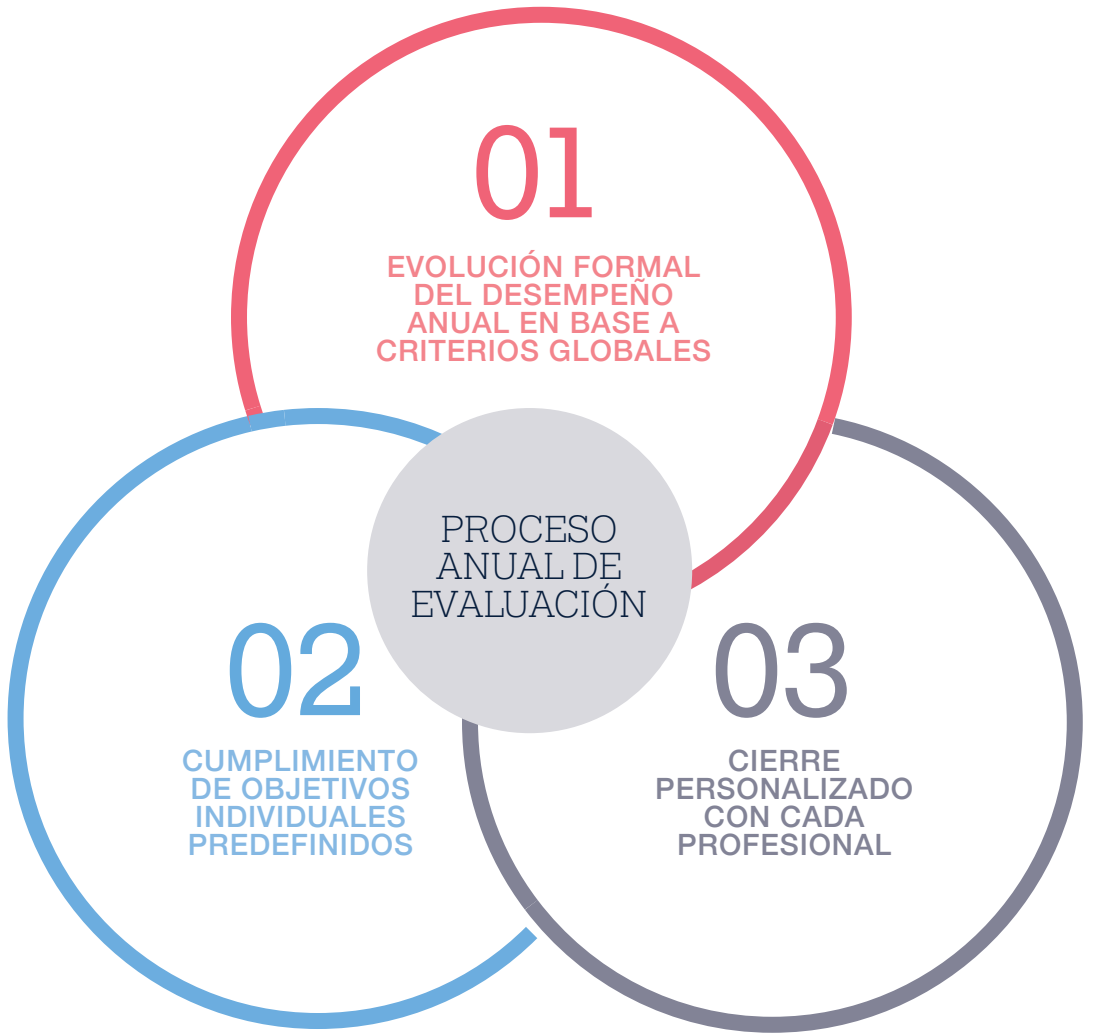 01
EVOLUCIÓN FORMAL
DEL DESEMPEÑO
ANUAL EN BASE A
CRITERIOS GLOBALES
PROCESO
ANUAL DE
EVALUACIÓN
02
CUMPLIMIENTO
DE OBJETIVOS
INDIVIDUALES
PREDEFINIDOS
03
CIERRE
PERSONALIZADO
CON CADA
PROFESIONAL